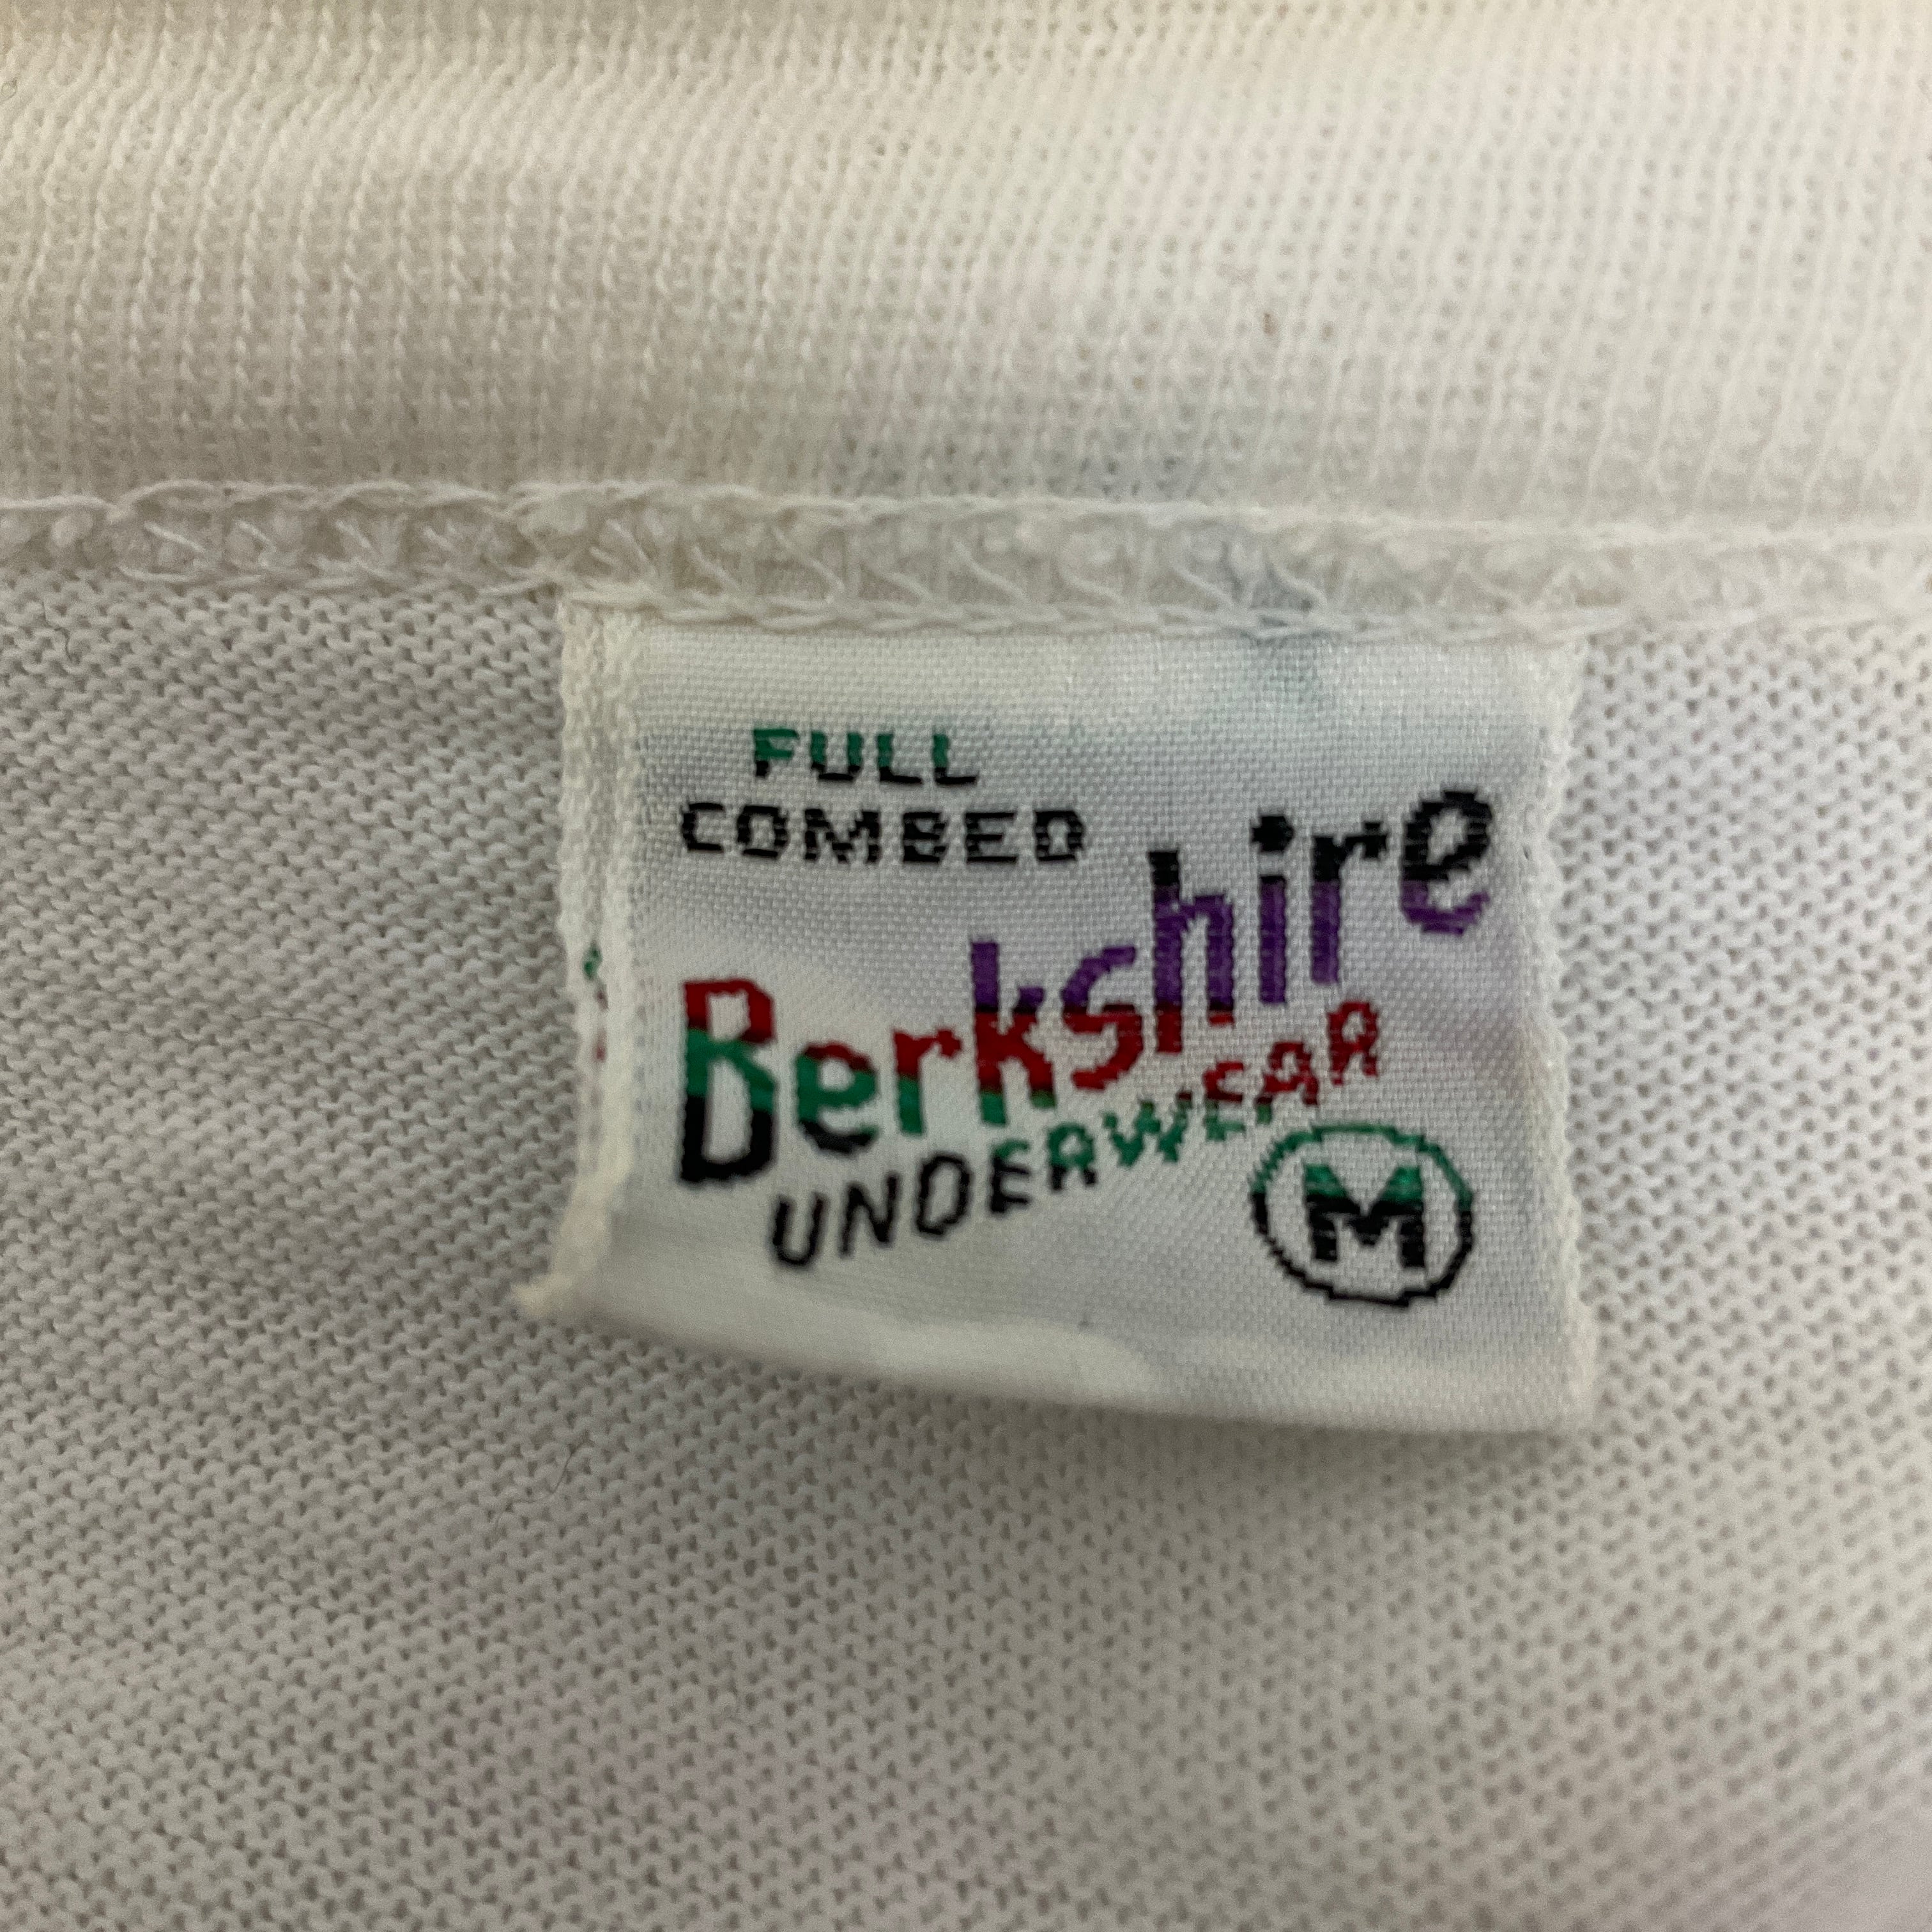 FULL
COMBED
Berkshire
UNDERWEAR
M